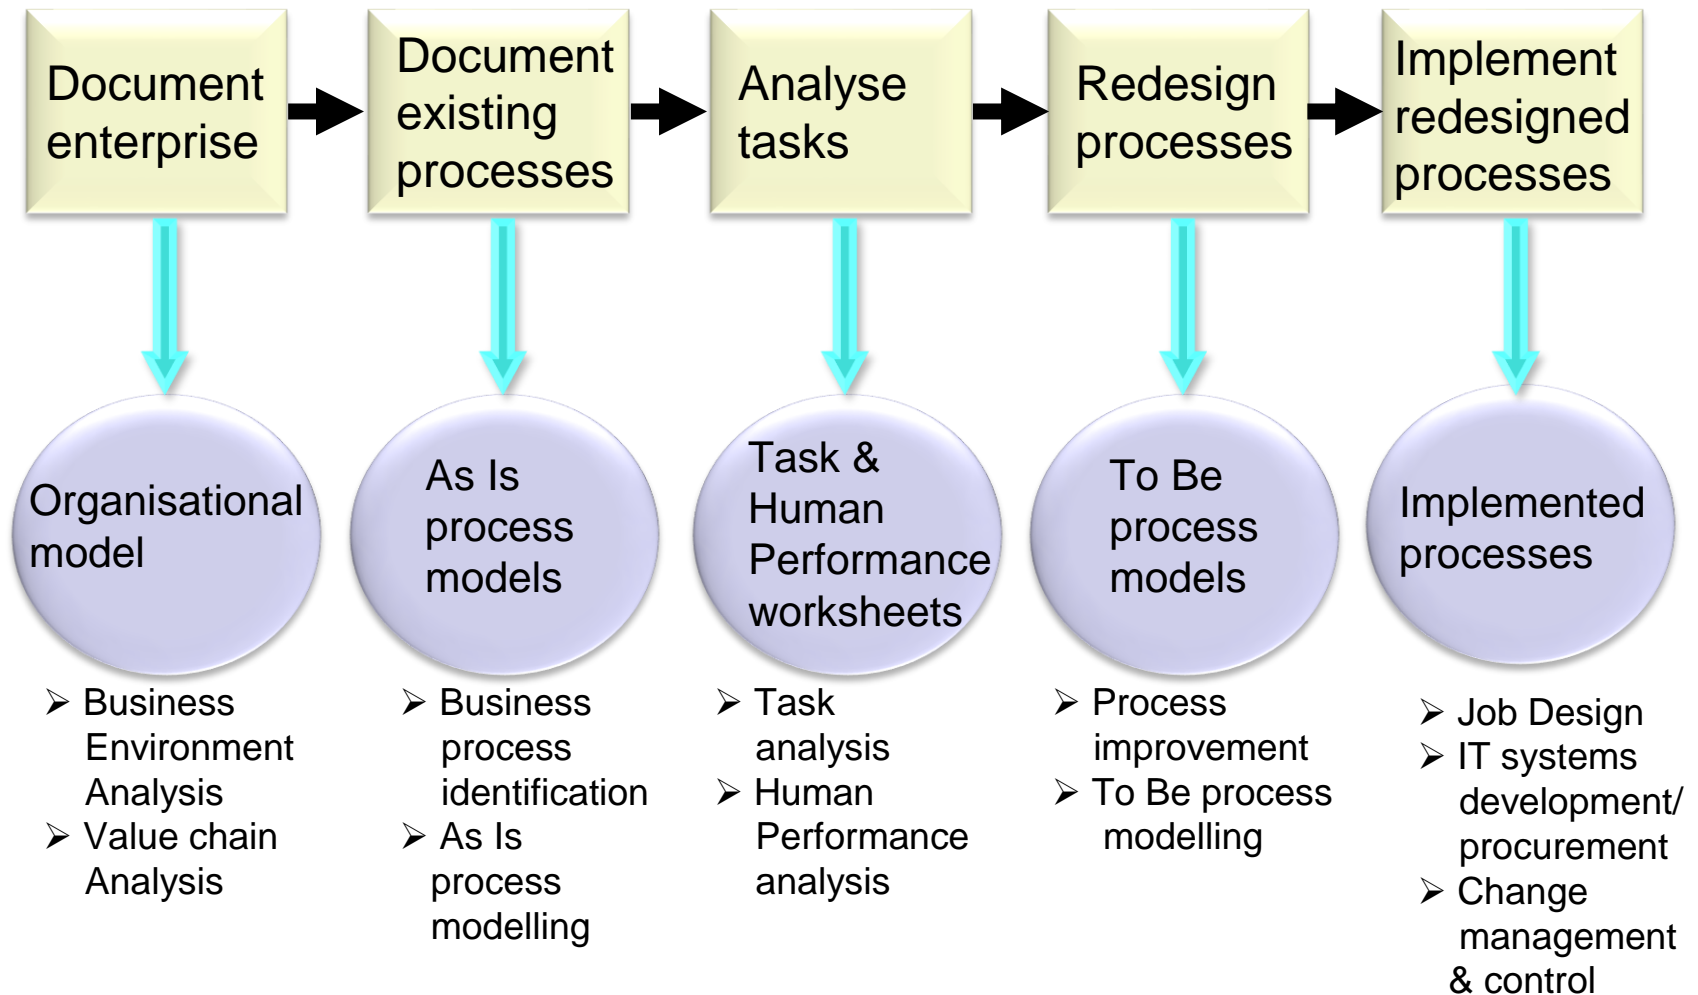 Document
enterprise
Document
existing
processes
Analyse
tasks
Redesign
processes
Implement
redesigned
processes
Organisational
model
As Is
process
models
Task &
Human
Performance
worksheets
To Be
process
models
Implemented
processes
➢ Business
Environment
Analysis
➢ Value chain
Analysis
➢ Business
process
identification
➢ As Is
process
modelling
➢ Task
analysis
➢ Human
Performance
analysis
➢ Process
improvement
➢ To Be process
modelling
➢ Job Design
➢ IT systems
development/
procurement
➢ Change
management
& control